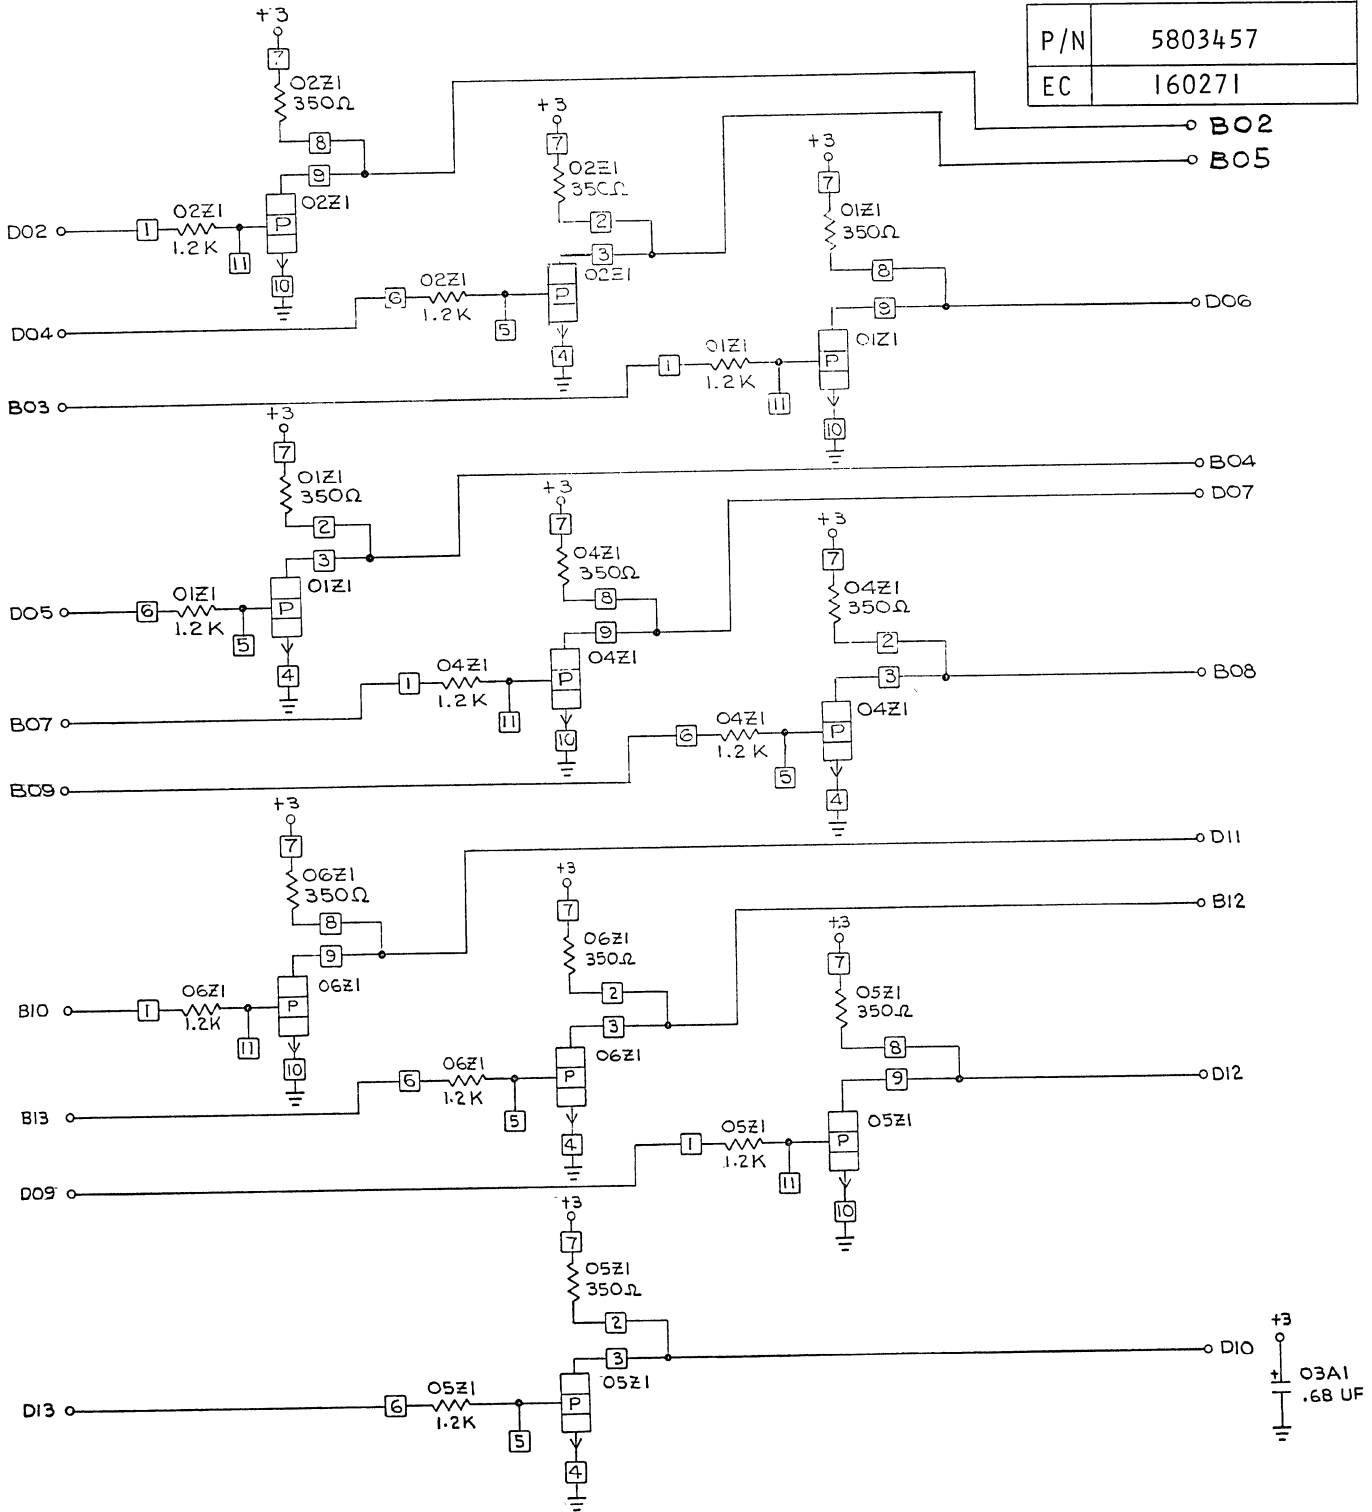 P/N 5803457
EC 160271
+3
7
02Z1
350Ω
8
9
02Z1
D02
1
02Z1
1.2K
11
P
10
B02
+3
7
02Z1
350Ω
2
3
02Z1
D04
6
02Z1
1.2K
5
P
4
B05
+3
7
01Z1
350Ω
8
9
01Z1
B03
1
01Z1
1.2K
11
P
10
D06
+3
7
01Z1
350Ω
2
3
01Z1
D05
6
01Z1
1.2K
5
P
4
B04
+3
7
04Z1
350Ω
8
9
04Z1
B07
1
04Z1
1.2K
11
P
10
D07
+3
7
04Z1
350Ω
2
3
04Z1
B09
6
04Z1
1.2K
5
P
4
B08
+3
7
06Z1
350Ω
8
9
06Z1
B10
1
06Z1
1.2K
11
P
10
D11
+3
7
06Z1
350Ω
2
3
06Z1
B13
6
06Z1
1.2K
5
P
4
B12
+3
7
05Z1
350Ω
8
9
05Z1
D09
1
05Z1
1.2K
11
P
10
D12
+3
7
05Z1
350Ω
2
3
05Z1
D13
6
05Z1
1.2K
5
P
4
D10
+3
+
03A1
.68 UF